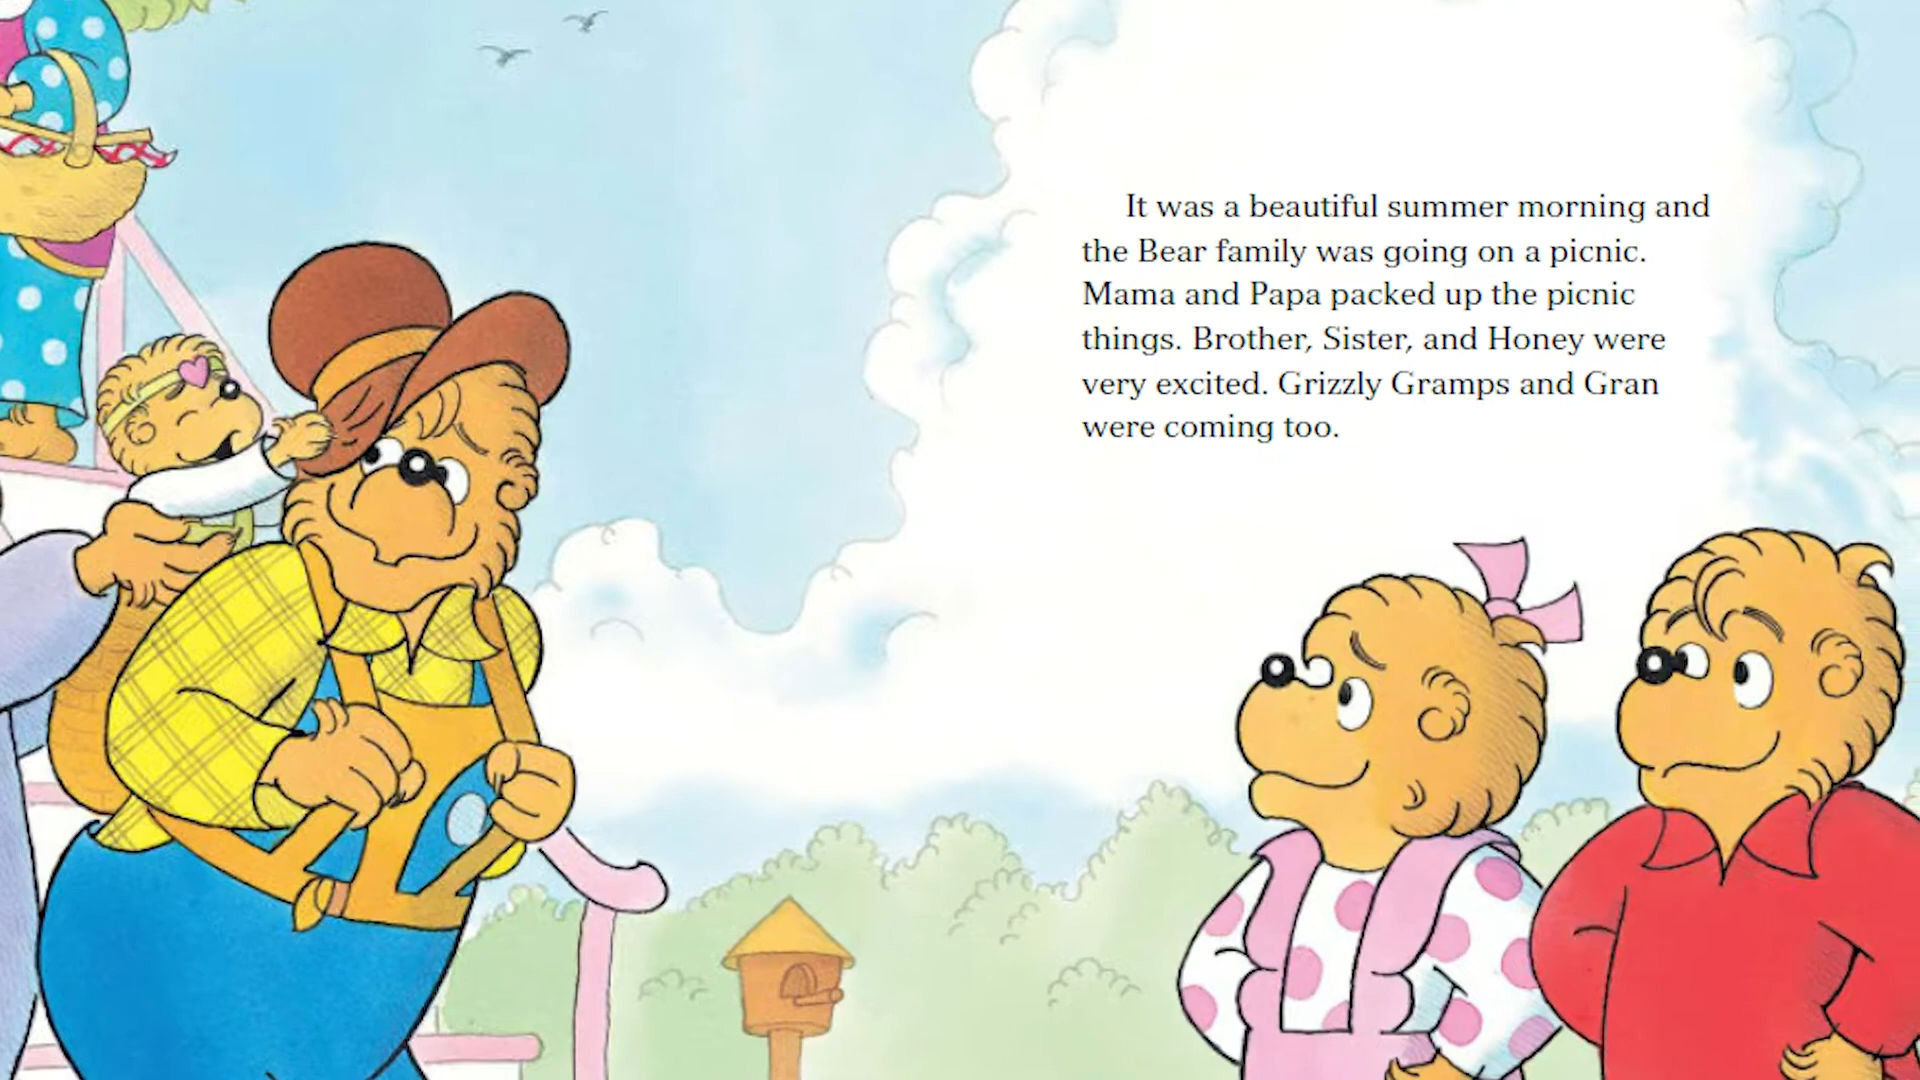 It was a beautiful summer morning and
the Bear family was going on a picnic.
Mama and Papa packed up the picnic
things. Brother, Sister, and Honey were
very excited. Grizzly Gramps and Gran
were coming too.